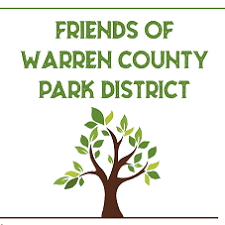 FRIENDS OF
WARREN COUNTY
PARK DISTRICT